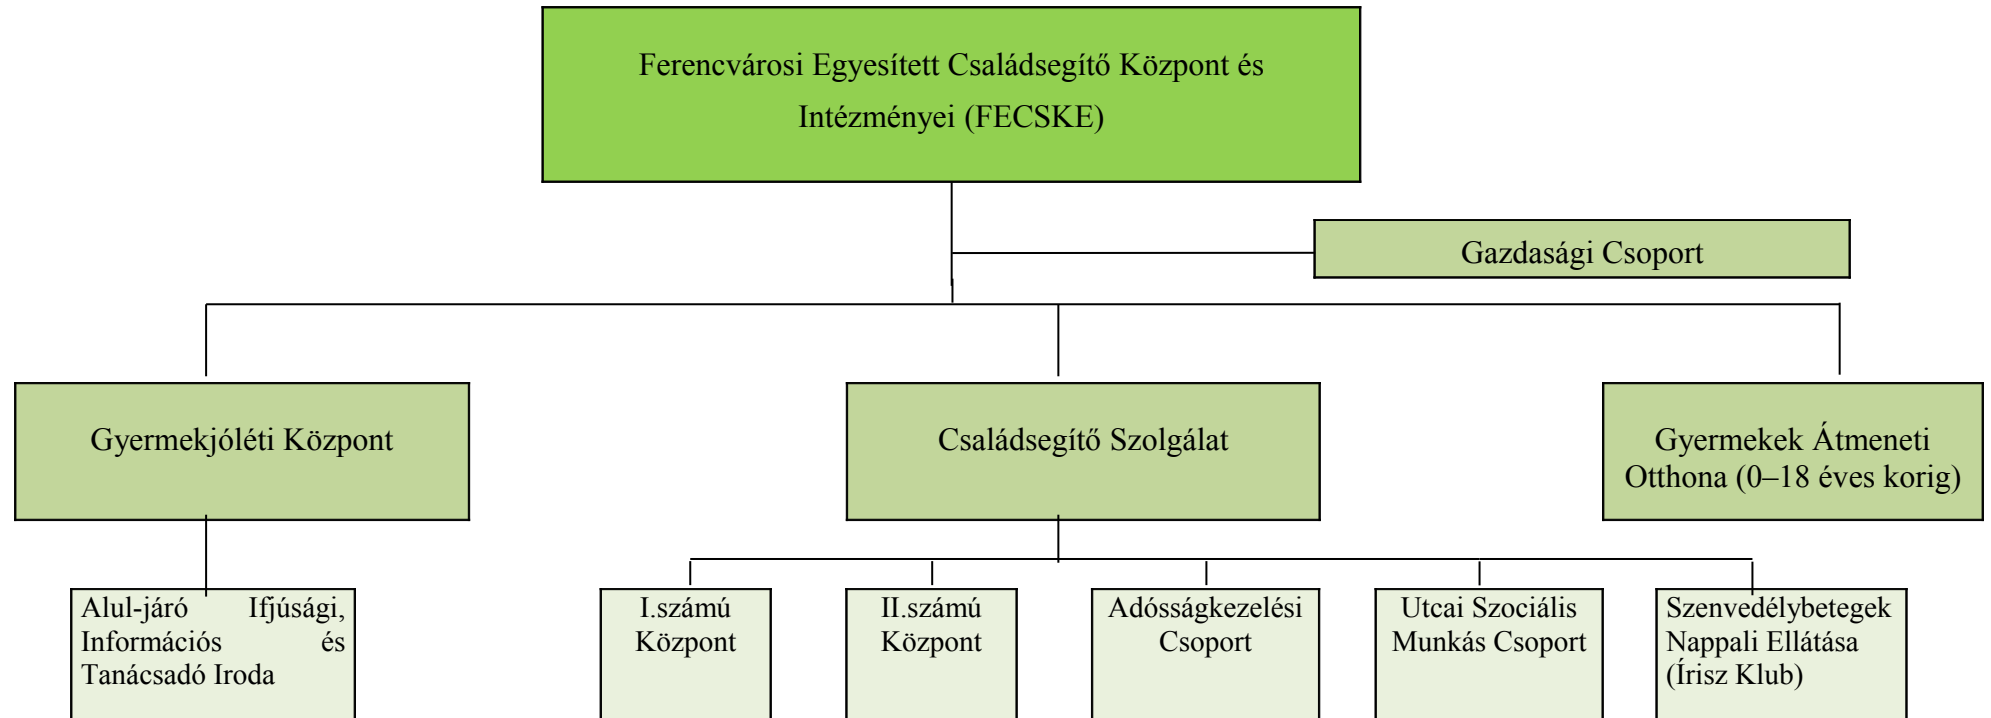 Ferencvárosi Egyesített Családsegítő Központ és
Intézményei (FECSKE)
Gazdasági Csoport
Gyermekjóléti Központ
Családsegítő Szolgálat
Gyermekek Átmeneti
Otthona (0–18 éves korig)
Alul-járó Ifjúsági,
Információs és
Tanácsadó Iroda
I.számú
Központ
II.számú
Központ
Adósságkezelési
Csoport
Utcai Szociális
Munkás Csoport
Szenvedélybetegek
Nappali Ellátása
(Írisz Klub)